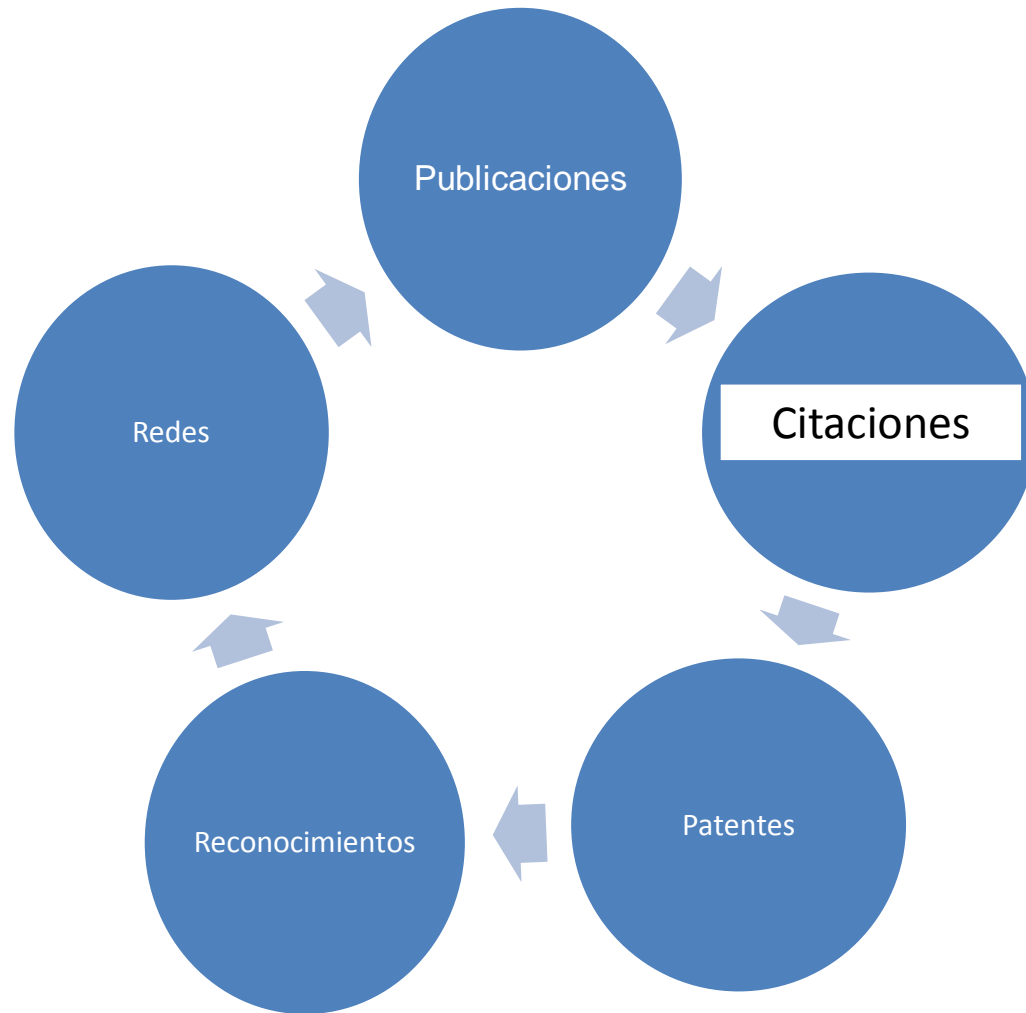 Publicaciones
Citaciones
Patentes
Reconocimientos
Redes